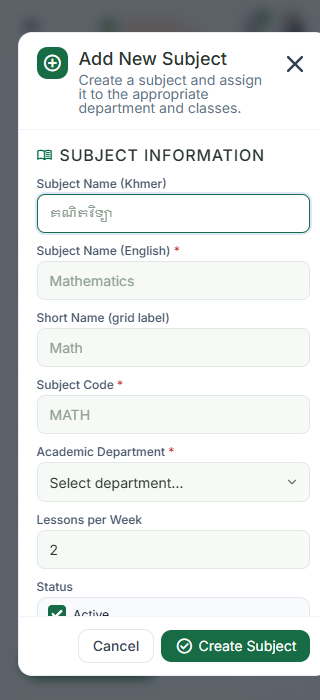 Add New Subject
Create a subject and assign
it to the appropriate
department and classes.
SUBJECT INFORMATION
Subject Name (Khmer)
គណិតវិទ្យា
Subject Name (English) *
Mathematics
Short Name (grid label)
Math
Subject Code *
MATH
Academic Department *
Select department...
Lessons per Week
2
Status
Active
Cancel
Create Subject